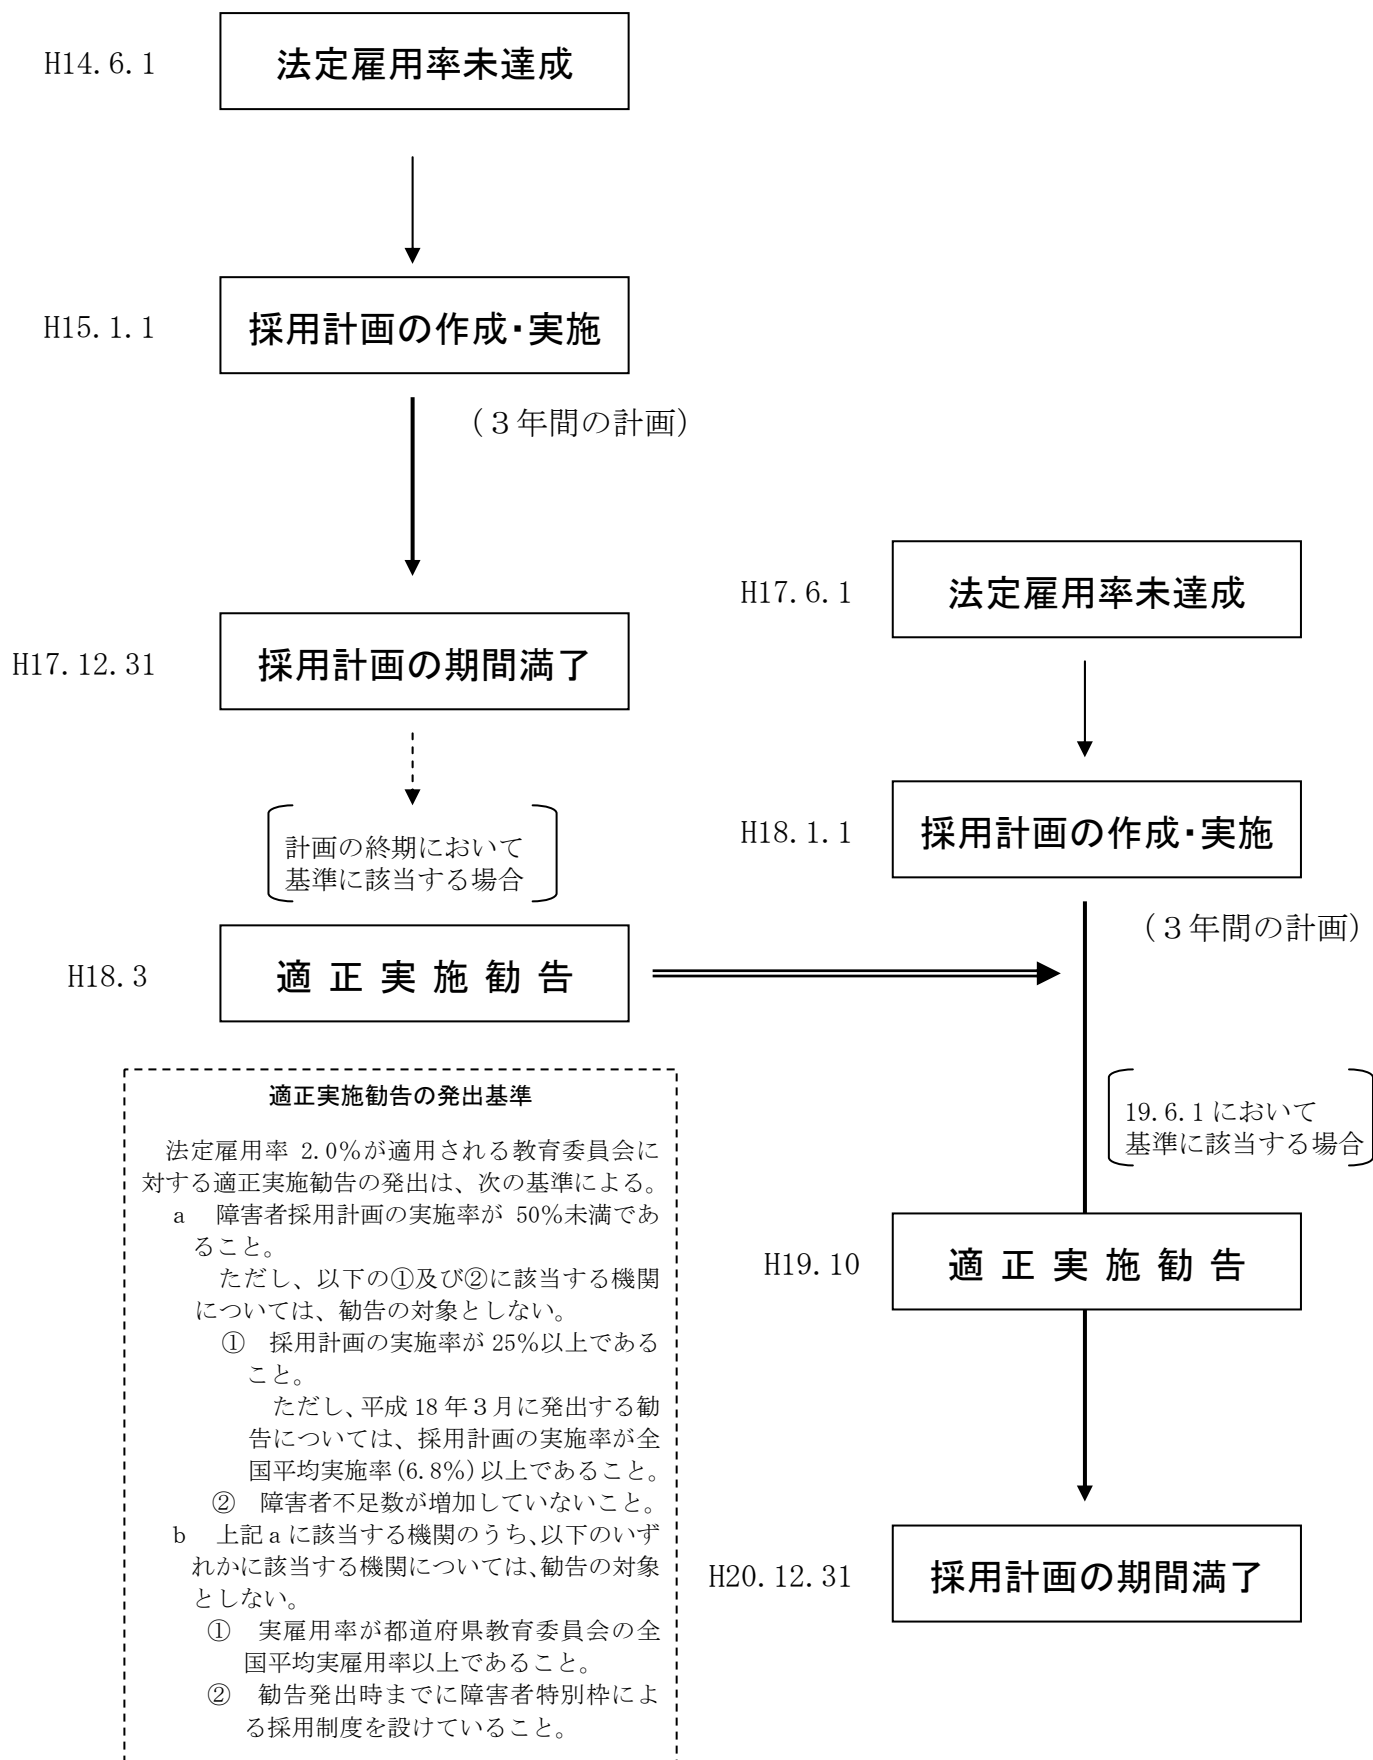 H14.6.1
法定雇用率未達成
H15.1.1
採用計画の作成・実施
（３年間の計画）
H17.12.31
採用計画の期間満了
計画の終期において
基準に該当する場合
H18.3
適正実施勧告
適正実施勧告の発出基準
法定雇用率 2.0％が適用される教育委員会に
対する適正実施勧告の発出は、次の基準による。
a　障害者採用計画の実施率が 50％未満であ
ること。
ただし、以下の①及び②に該当する機関
については、勧告の対象としない。
①　採用計画の実施率が 25％以上である
こと。
ただし、平成 18 年３月に発出する勧
告については、採用計画の実施率が全
国平均実施率(6.8％)以上であること。
②　障害者不足数が増加していないこと。
b　上記 a に該当する機関のうち、以下のいず
れかに該当する機関については、勧告の対象
としない。
①　実雇用率が都道府県教育委員会の全
国平均実雇用率以上であること。
②　勧告発出時までに障害者特別枠によ
る採用制度を設けていること。
H17.6.1
法定雇用率未達成
H18.1.1
採用計画の作成・実施
（３年間の計画）
19.6.1 において
基準に該当する場合
H19.10
適正実施勧告
H20.12.31
採用計画の期間満了